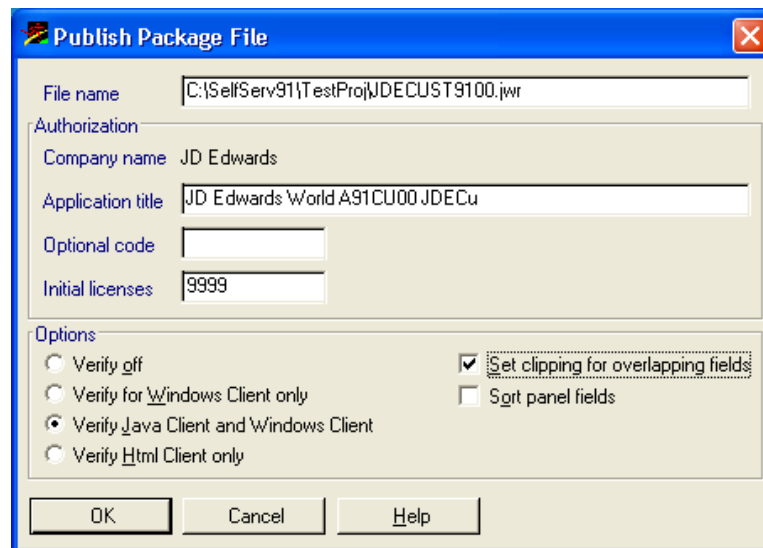 Publish Package File
File name C:\SelfServ91\TestProj\JDECUST9100.jwr
Authorization
Company name JD Edwards
Application title JD Edwards World A91CU00 JDECu
Optional code
Initial licenses 9999
Options
Verify off
Set clipping for overlapping fields
Verify for Windows Client only
Sort panel fields
Verify Java Client and Windows Client
Verify Html Client only
OK Cancel Help